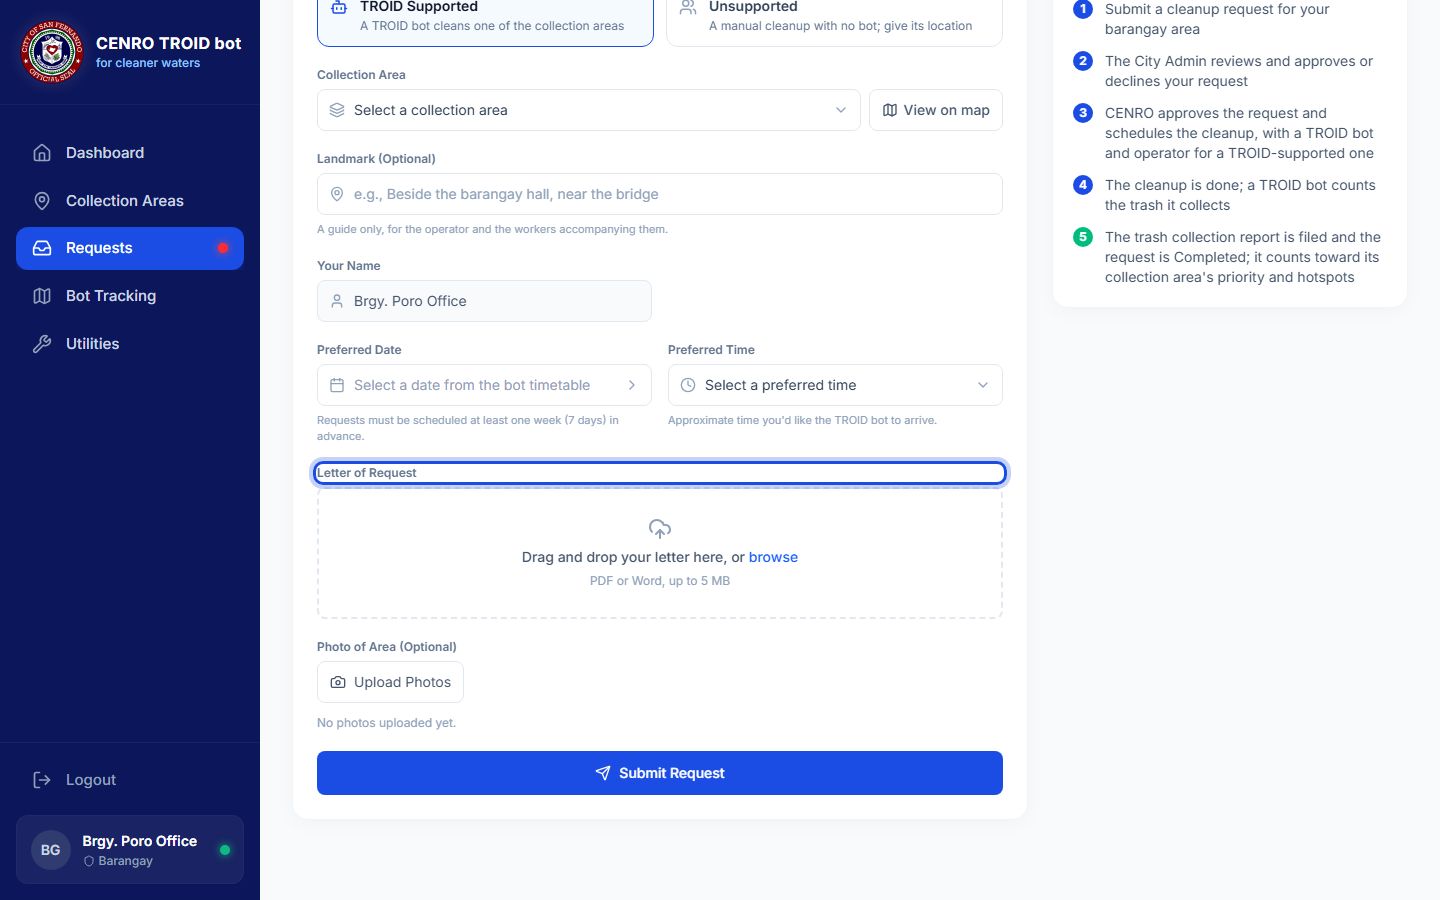 CITY OF SAN FERNANDO
OFFICIAL SEAL
CENRO TROID bot
for cleaner waters
Dashboard
Collection Areas
Requests
Bot Tracking
Utilities
Logout
BG
Brgy. Poro Office
Barangay
TROID Supported
A TROID bot cleans one of the collection areas
Unsupported
A manual cleanup with no bot; give its location
Collection Area
Select a collection area
View on map
Landmark (Optional)
e.g., Beside the barangay hall, near the bridge
A guide only, for the operator and the workers accompanying them.
Your Name
Brgy. Poro Office
Preferred Date
Select a date from the bot timetable
Requests must be scheduled at least one week (7 days) in
advance.
Preferred Time
Select a preferred time
Approximate time you'd like the TROID bot to arrive.
Letter of Request
Drag and drop your letter here, or browse
PDF or Word, up to 5 MB
Photo of Area (Optional)
Upload Photos
No photos uploaded yet.
Submit Request
1 Submit a cleanup request for your
barangay area
2 The City Admin reviews and approves or
declines your request
3 CENRO approves the request and
schedules the cleanup, with a TROID bot
and operator for a TROID-supported one
4 The cleanup is done; a TROID bot counts
the trash it collects
5 The trash collection report is filed and the
request is Completed; it counts toward its
collection area's priority and hotspots